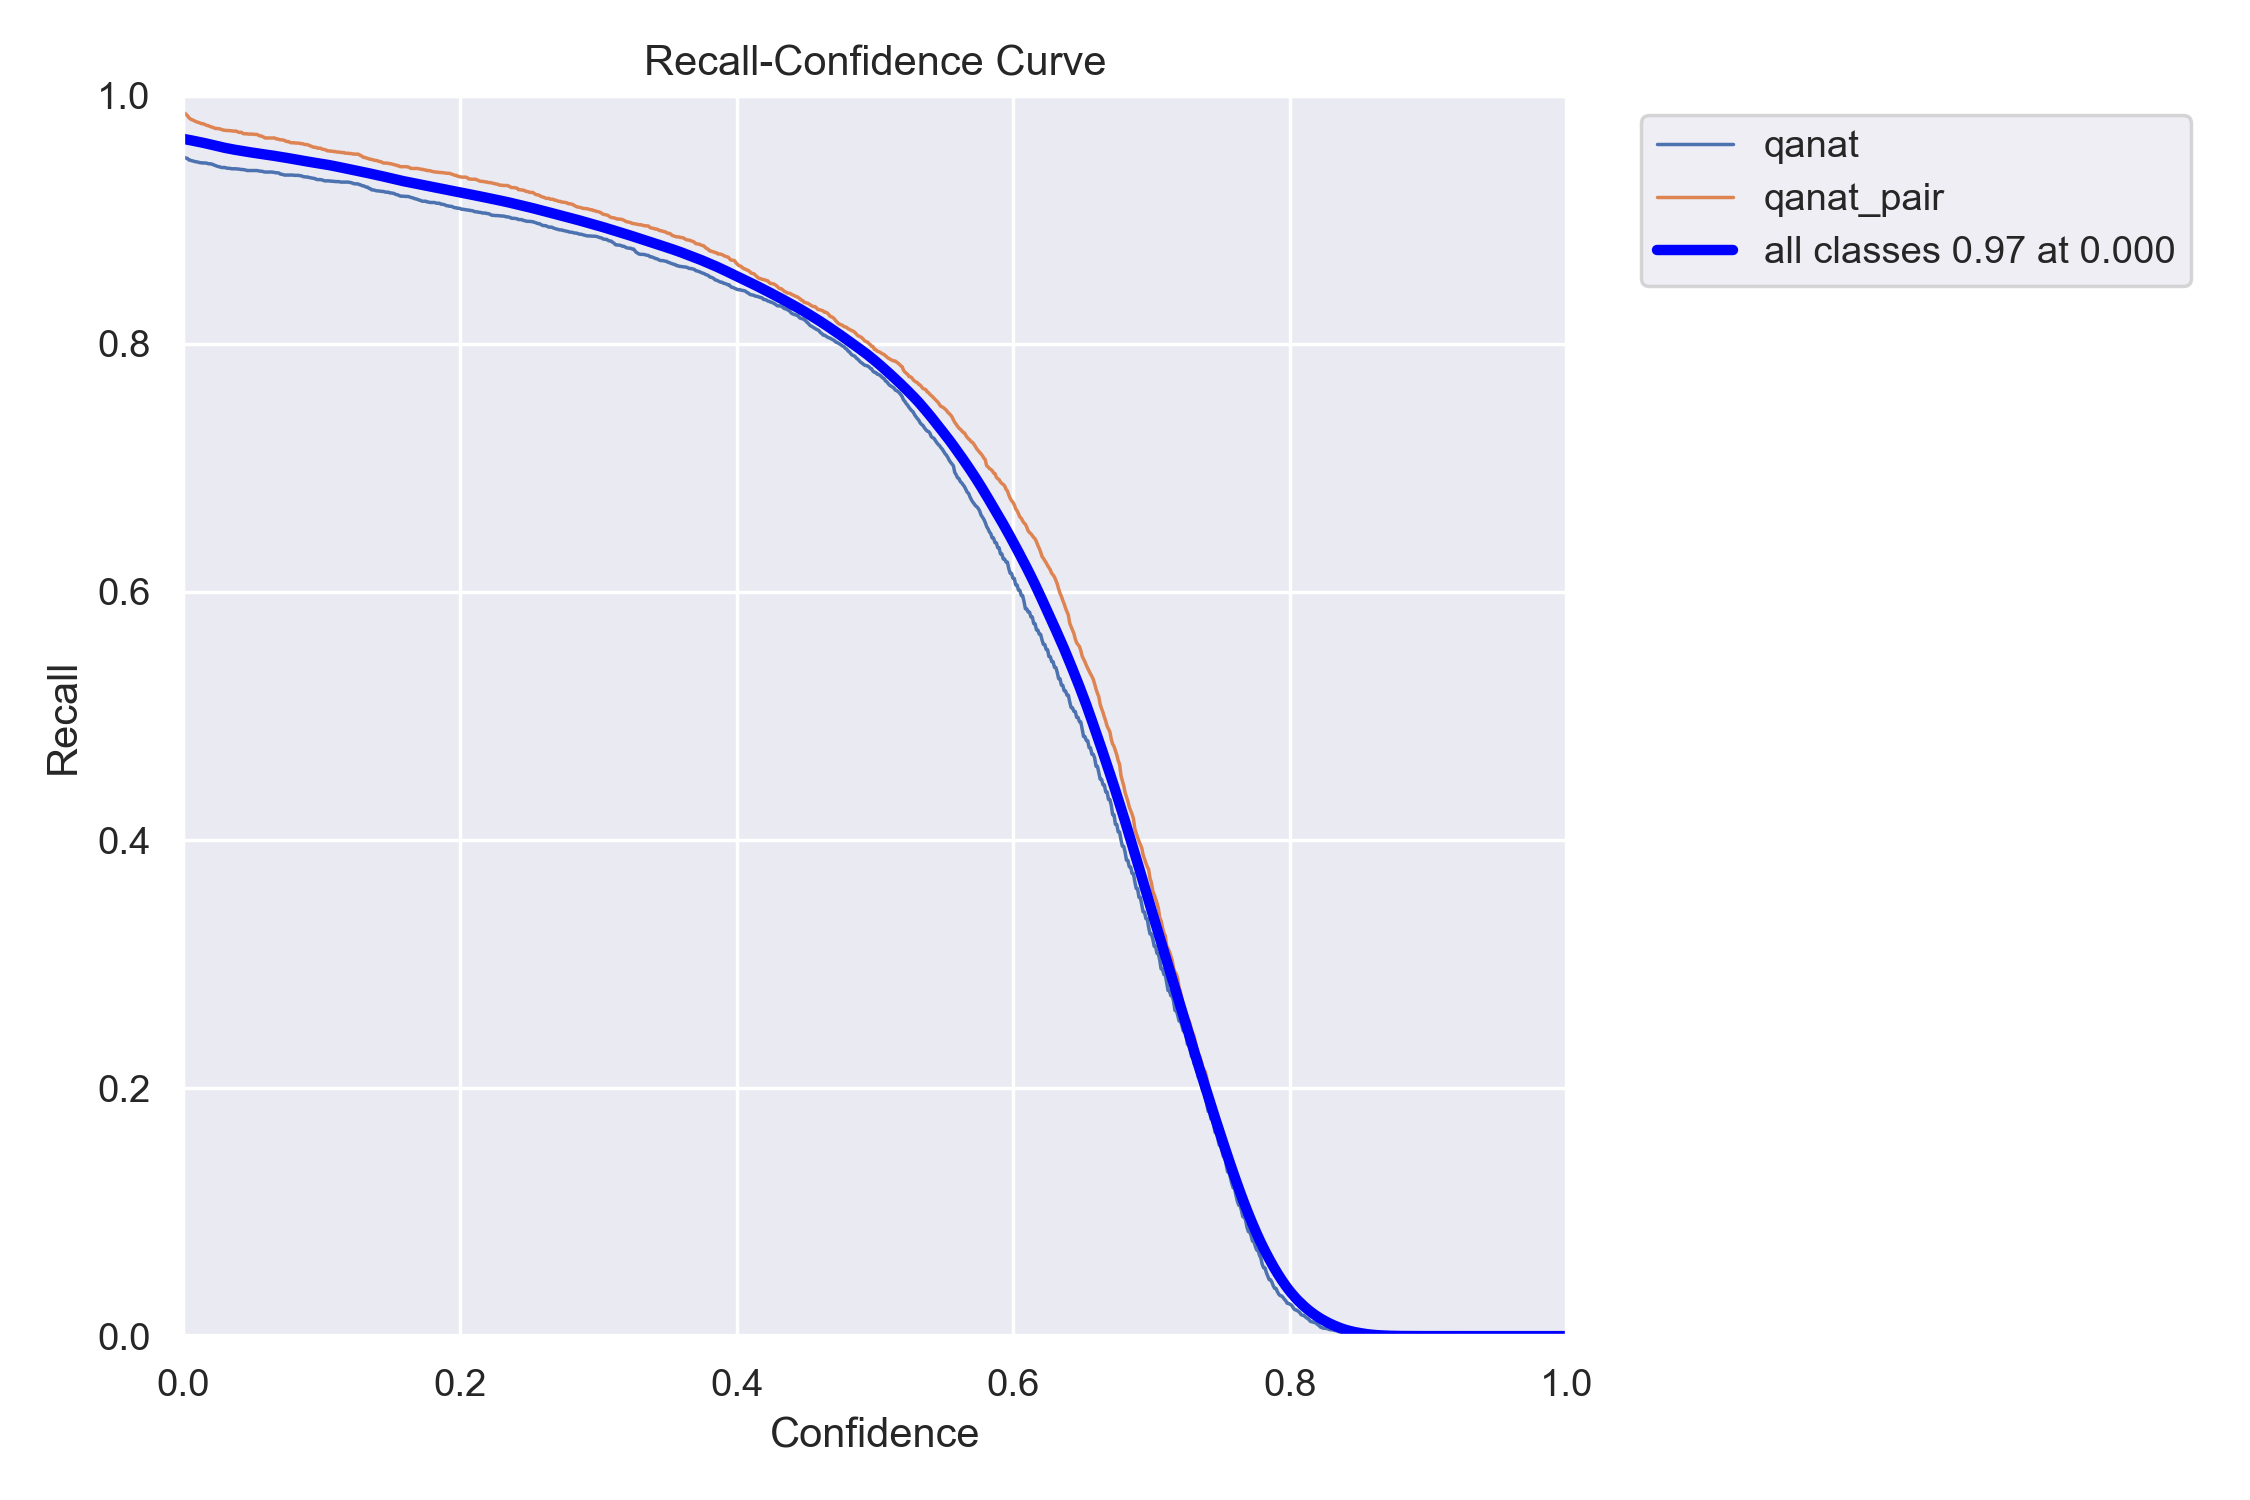 Recall-Confidence Curve
1.0
0.8
0.6
0.4
0.2
0.0
Recall
0.0 0.2 0.4 0.6 0.8 1.0
Confidence
qanat
qanat_pair
all classes 0.97 at 0.000